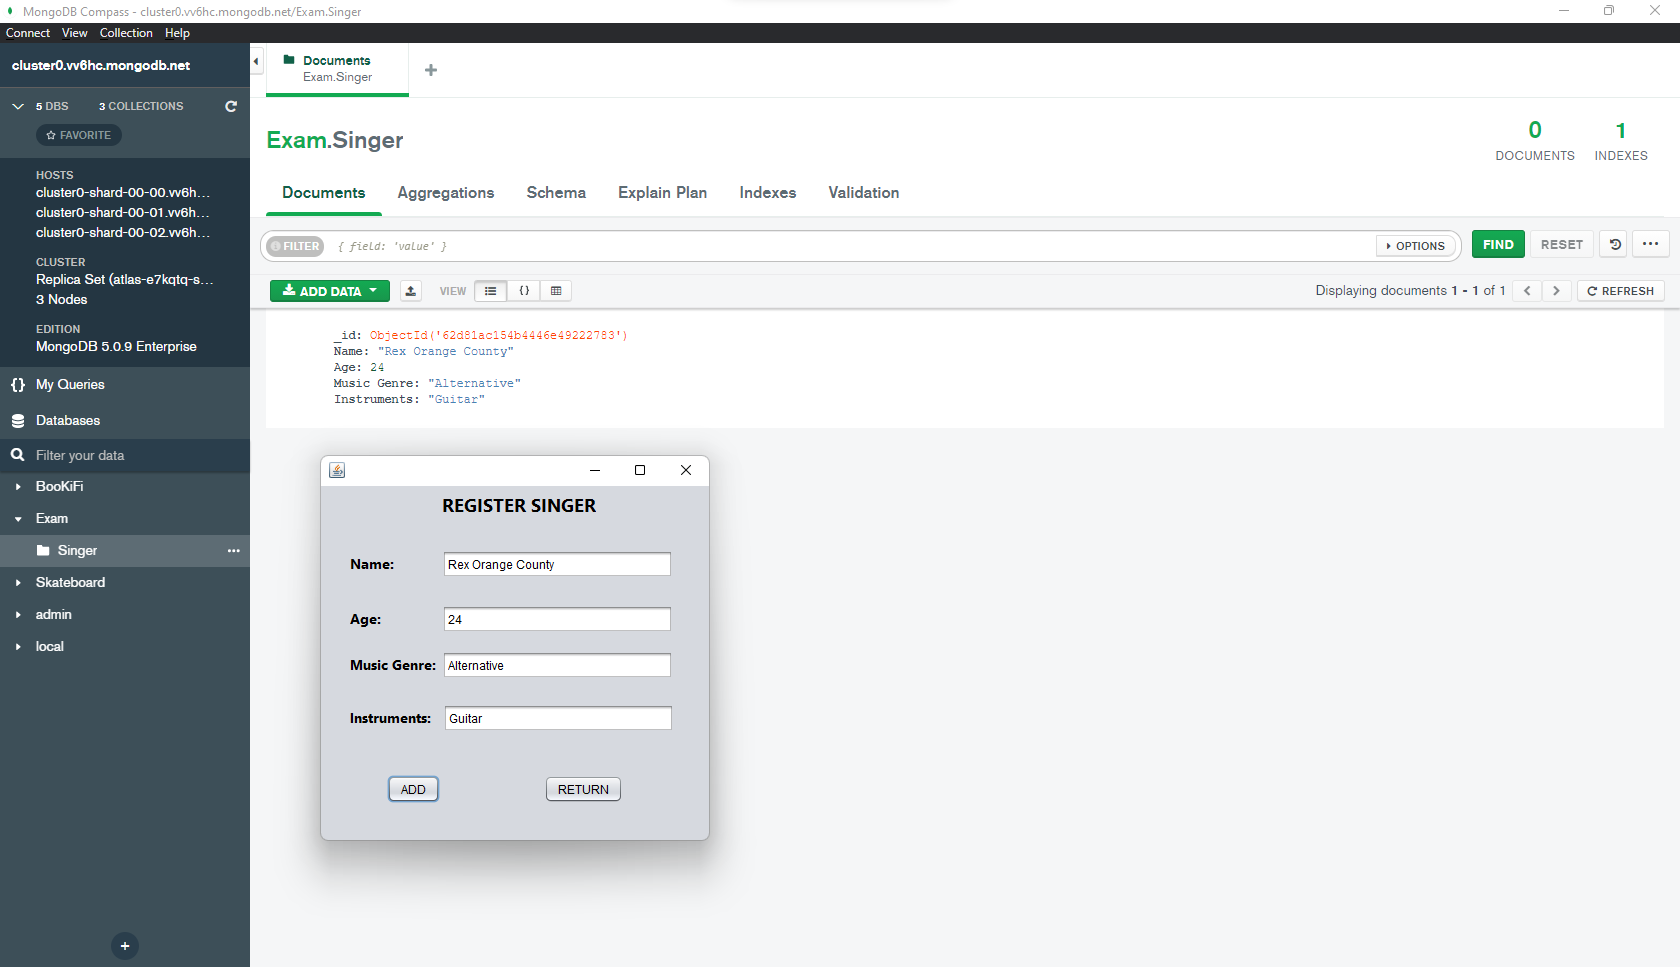 MongoDB Compass - cluster0.vv6hc.mongodb.net/Exam.Singer
Connect View Collection Help
cluster0.vv6hc.mongodb.net
5 DBS 3 COLLECTIONS
FAVORITE
HOSTS
cluster0-shard-00-00.vv6h...
cluster0-shard-00-01.vv6h...
cluster0-shard-00-02.vv6h...
CLUSTER
Replica Set (atlas-e7kqtq-s...
3 Nodes
EDITION
MongoDB 5.0.9 Enterprise
{} My Queries
Databases
Filter your data
BooKiFi
Exam
Singer
Skateboard
admin
local
+
Documents
Exam.Singer
+
Exam.Singer
0 DOCUMENTS
1 INDEXES
Documents Aggregations Schema Explain Plan Indexes Validation
FILTER { field: 'value' } OPTIONS FIND RESET ...
ADD DATA VIEW {} Displaying documents 1 - 1 of 1 < > REFRESH
_id: ObjectId('62d81ac154b4446e49222783')
Name: "Rex Orange County"
Age: 24
Music Genre: "Alternative"
Instruments: "Guitar"
REGISTER SINGER
Name: Rex Orange County
Age: 24
Music Genre: Alternative
Instruments: Guitar
ADD RETURN